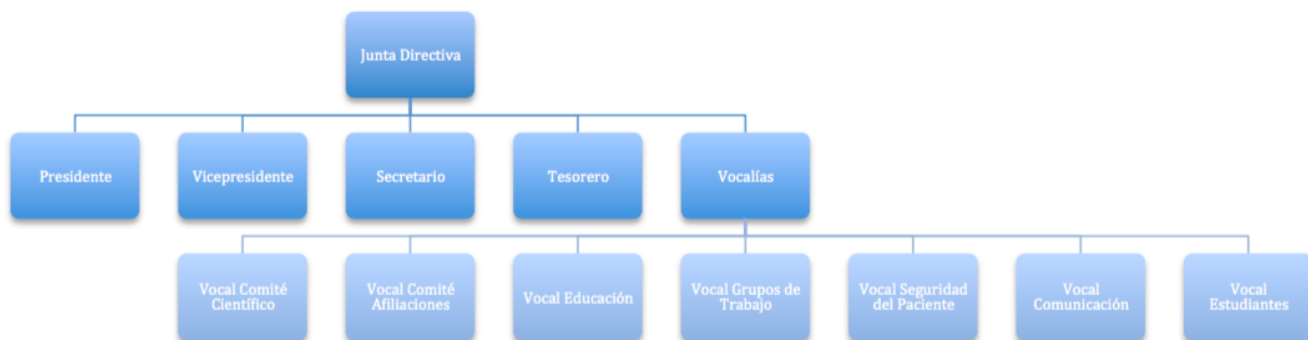 Junta Directiva
Presidente
Vicepresidente
Secretario
Tesorero
Vocalías
Vocal Comité
Científico
Vocal Comité
Afiliaciones
Vocal Educación
Vocal Grupos de
Trabajo
Vocal Seguridad
del Paciente
Vocal
Comunicación
Vocal
Estudiantes